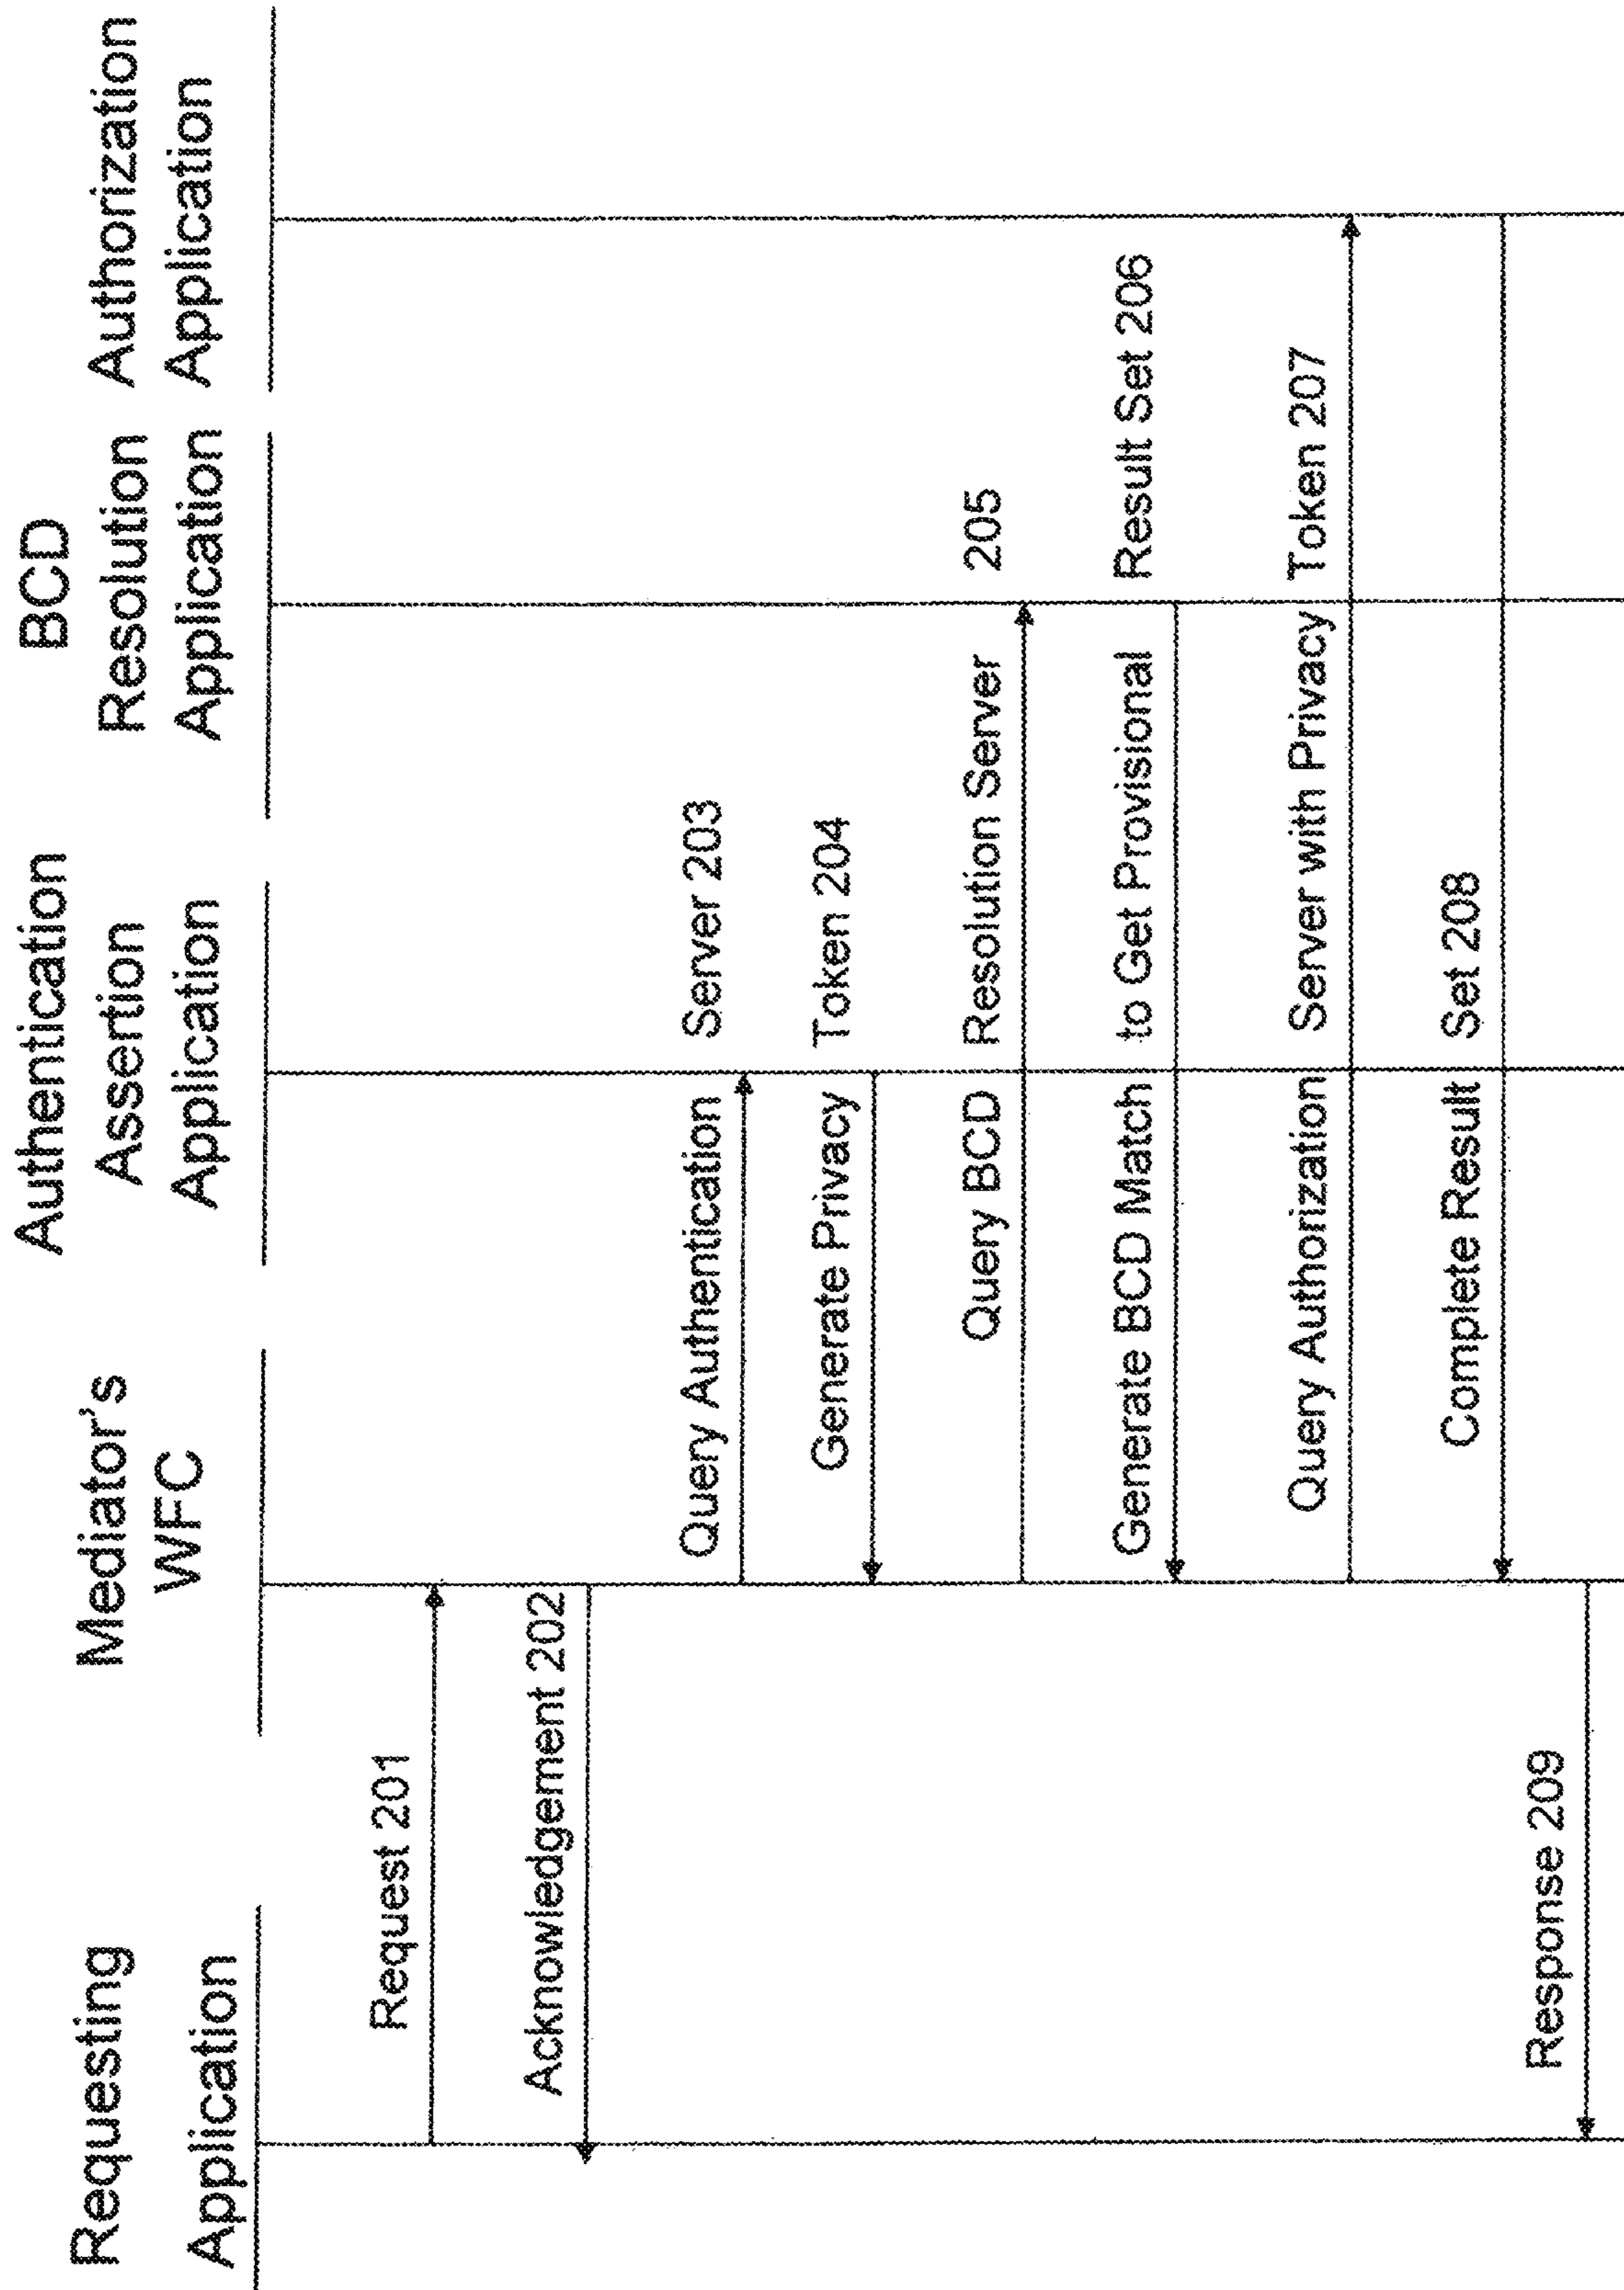 Requesting
Application
Mediator's
WFC
Authentication
Assertion
Application
BCD
Resolution
Application
Authorization
Application
Request 201
Acknowledgement 202
Query Authentication Server 203
Generate Privacy Token 204
Query BCD Resolution Server 205
Generate BCD Match to Get Provisional Result Set 206
Query Authorization Server with Privacy Token 207
Complete Result Set 208
Response 209